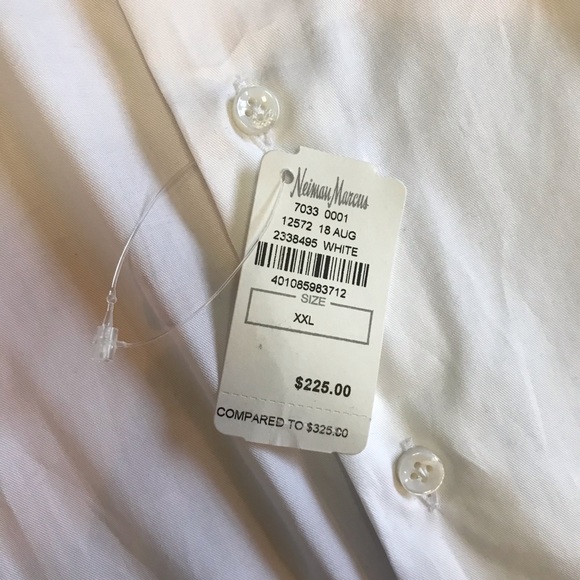 Neiman Marcus
7033 0001
12572 18 AUG
2338495 WHITE
401085983712
SIZE
XXL
$225.00
COMPARED TO $325.00